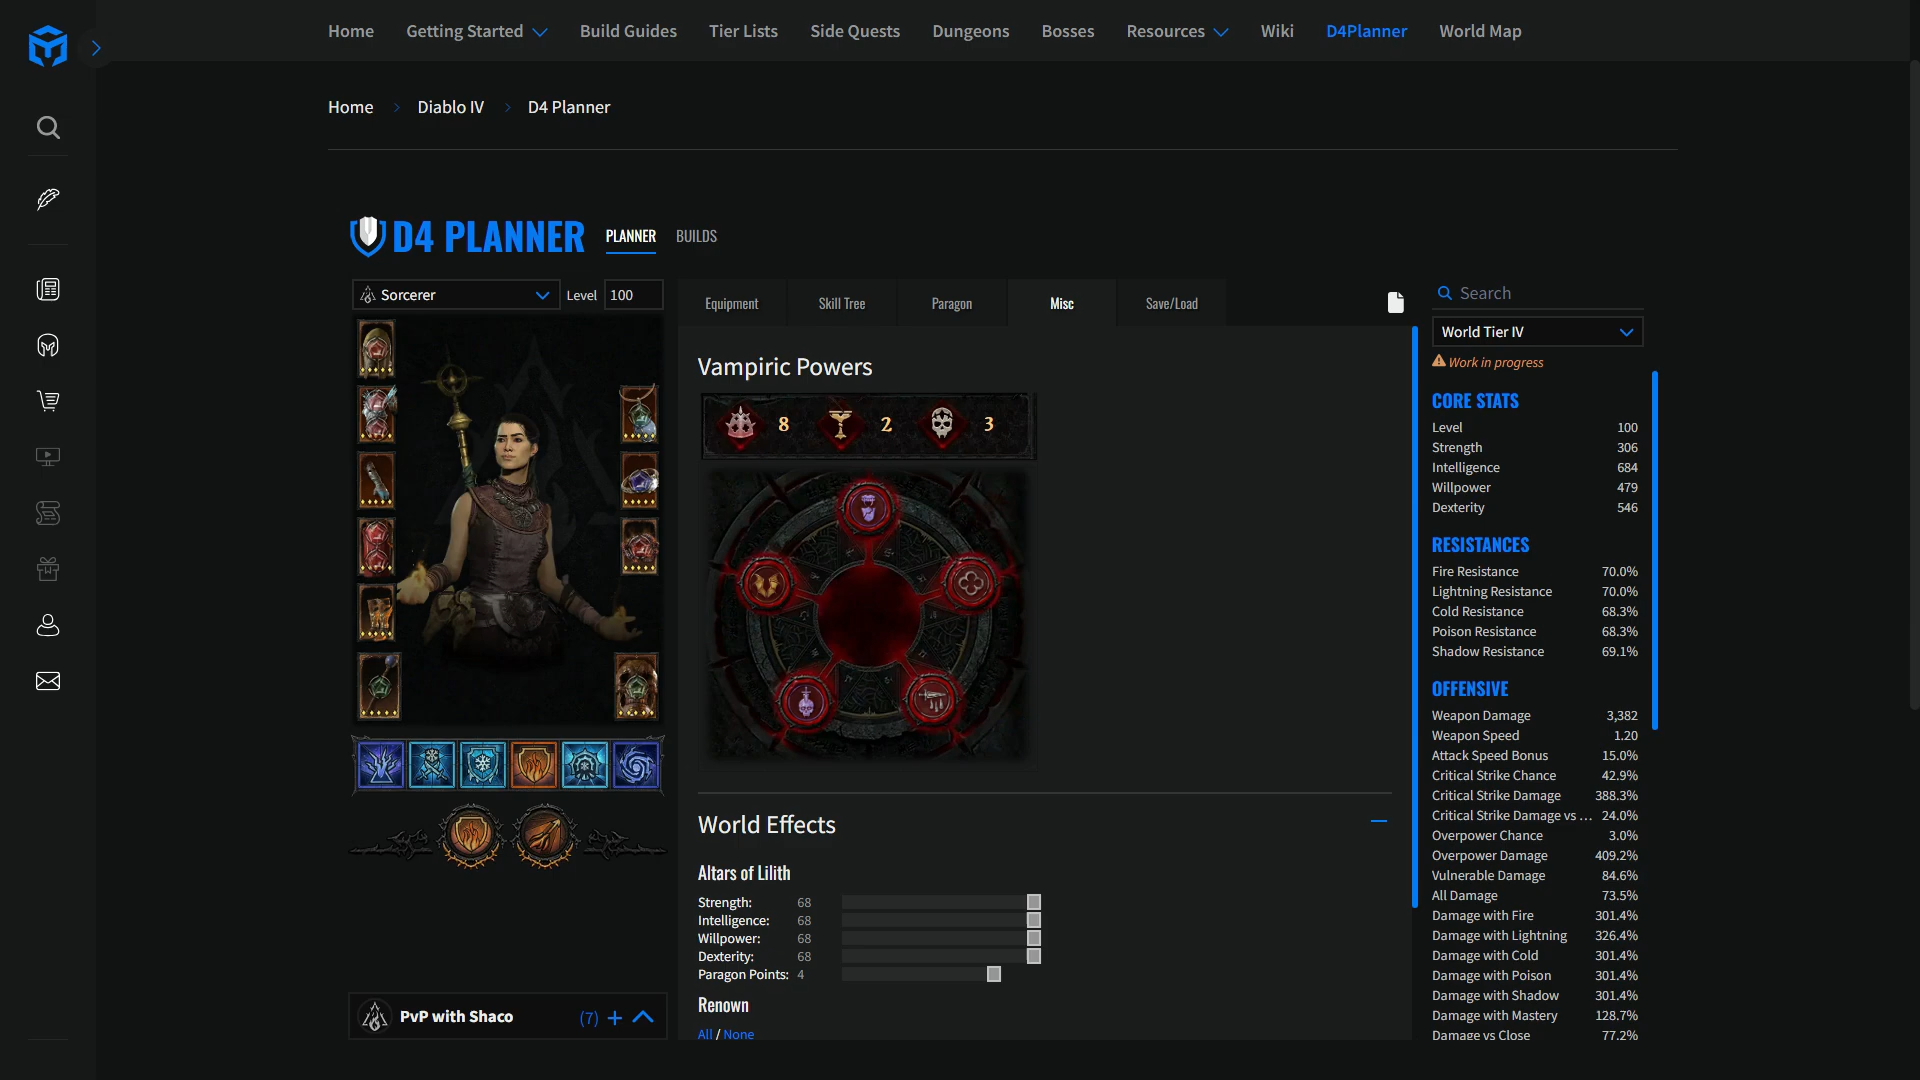 Home Getting Started Build Guides Tier Lists Side Quests Dungeons Bosses Resources Wiki D4Planner World Map
Home > Diablo IV > D4 Planner
D4 PLANNER PLANNER BUILDS
Sorcerer Level 100
Equipment Skill Tree Paragon Misc Save/Load
Vampiric Powers
8 2 3
World Effects
Altars of Lilith
Strength: 68
Intelligence: 68
Willpower: 68
Dexterity: 68
Paragon Points: 4
Renown
All / None
PvP with Shaco (7)
Search
World Tier IV
Work in progress
CORE STATS
Level 100
Strength 306
Intelligence 684
Willpower 479
Dexterity 546
RESISTANCES
Fire Resistance 70.0%
Lightning Resistance 70.0%
Cold Resistance 68.3%
Poison Resistance 68.3%
Shadow Resistance 69.1%
OFFENSIVE
Weapon Damage 3,382
Weapon Speed 1.20
Attack Speed Bonus 15.0%
Critical Strike Chance 42.9%
Critical Strike Damage 388.3%
Critical Strike Damage vs ... 24.0%
Overpower Chance 3.0%
Overpower Damage 409.2%
Vulnerable Damage 84.6%
All Damage 73.5%
Damage with Fire 301.4%
Damage with Lightning 326.4%
Damage with Cold 301.4%
Damage with Poison 301.4%
Damage with Shadow 301.4%
Damage with Mastery 128.7%
Damage vs Close 77.2%